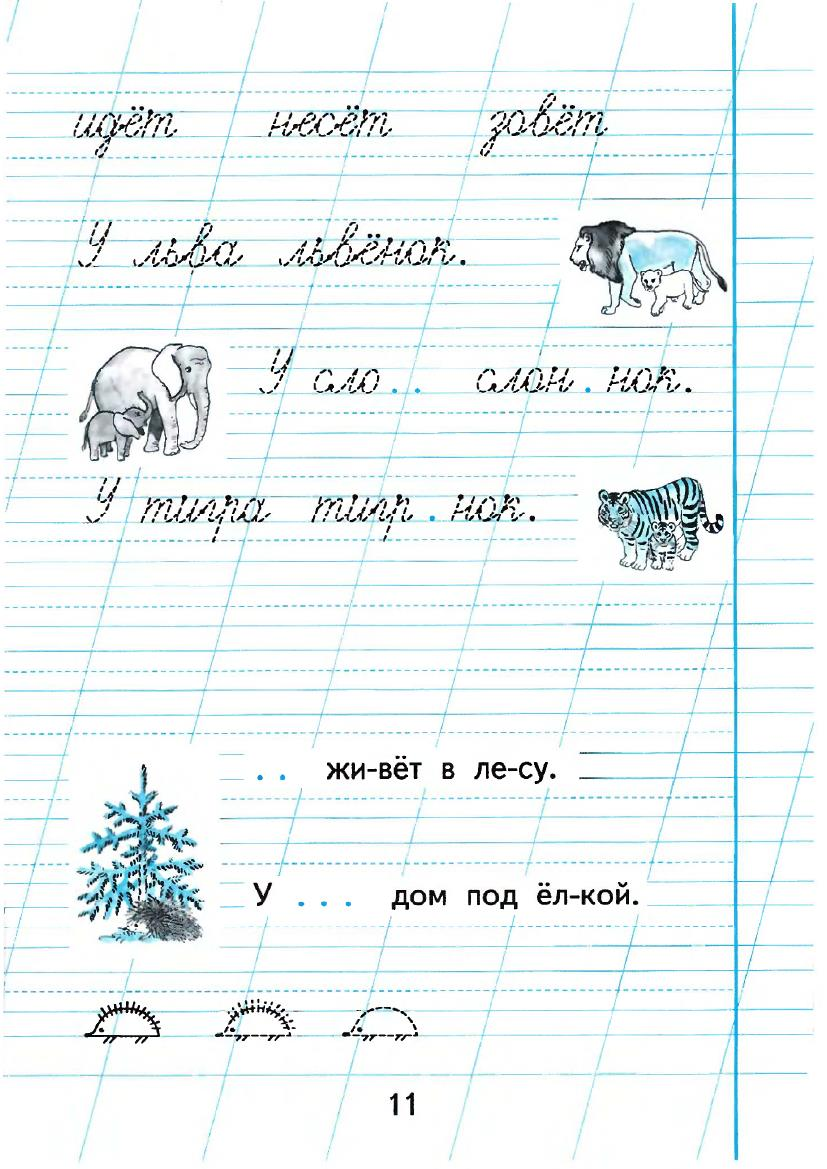 идёт несёт зовёт
У льва львёнок.
У сло . . слон . нок.
У тигра тигр . нок.
. . жи-вёт в ле-су.
У . . . дом под ёл-кой.
11